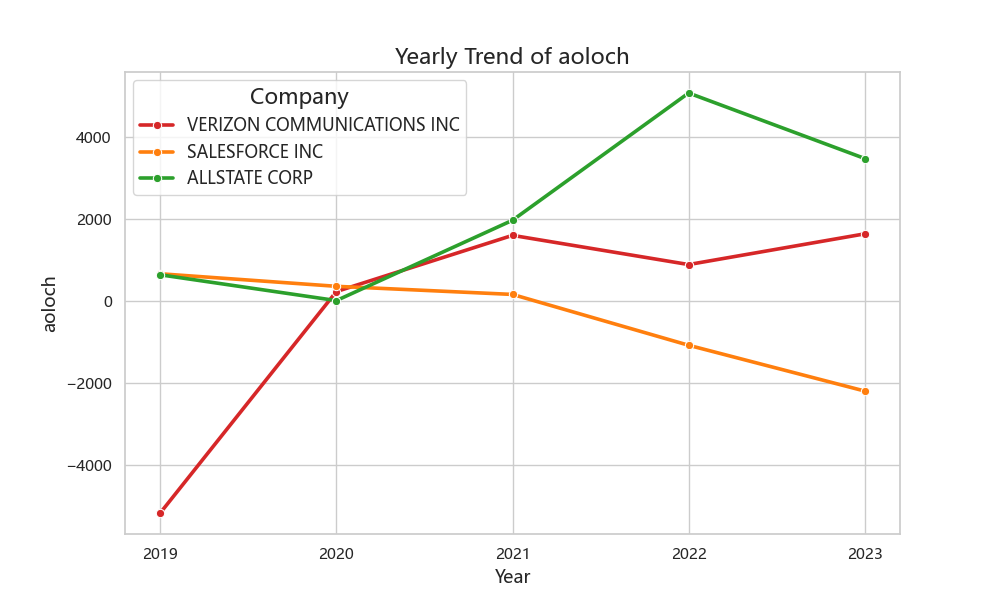 Yearly Trend of aoloch
Company
VERIZON COMMUNICATIONS INC
SALESFORCE INC
ALLSTATE CORP
4000
2000
0
−2000
−4000
aoloch
2019 2020 2021 2022 2023
Year